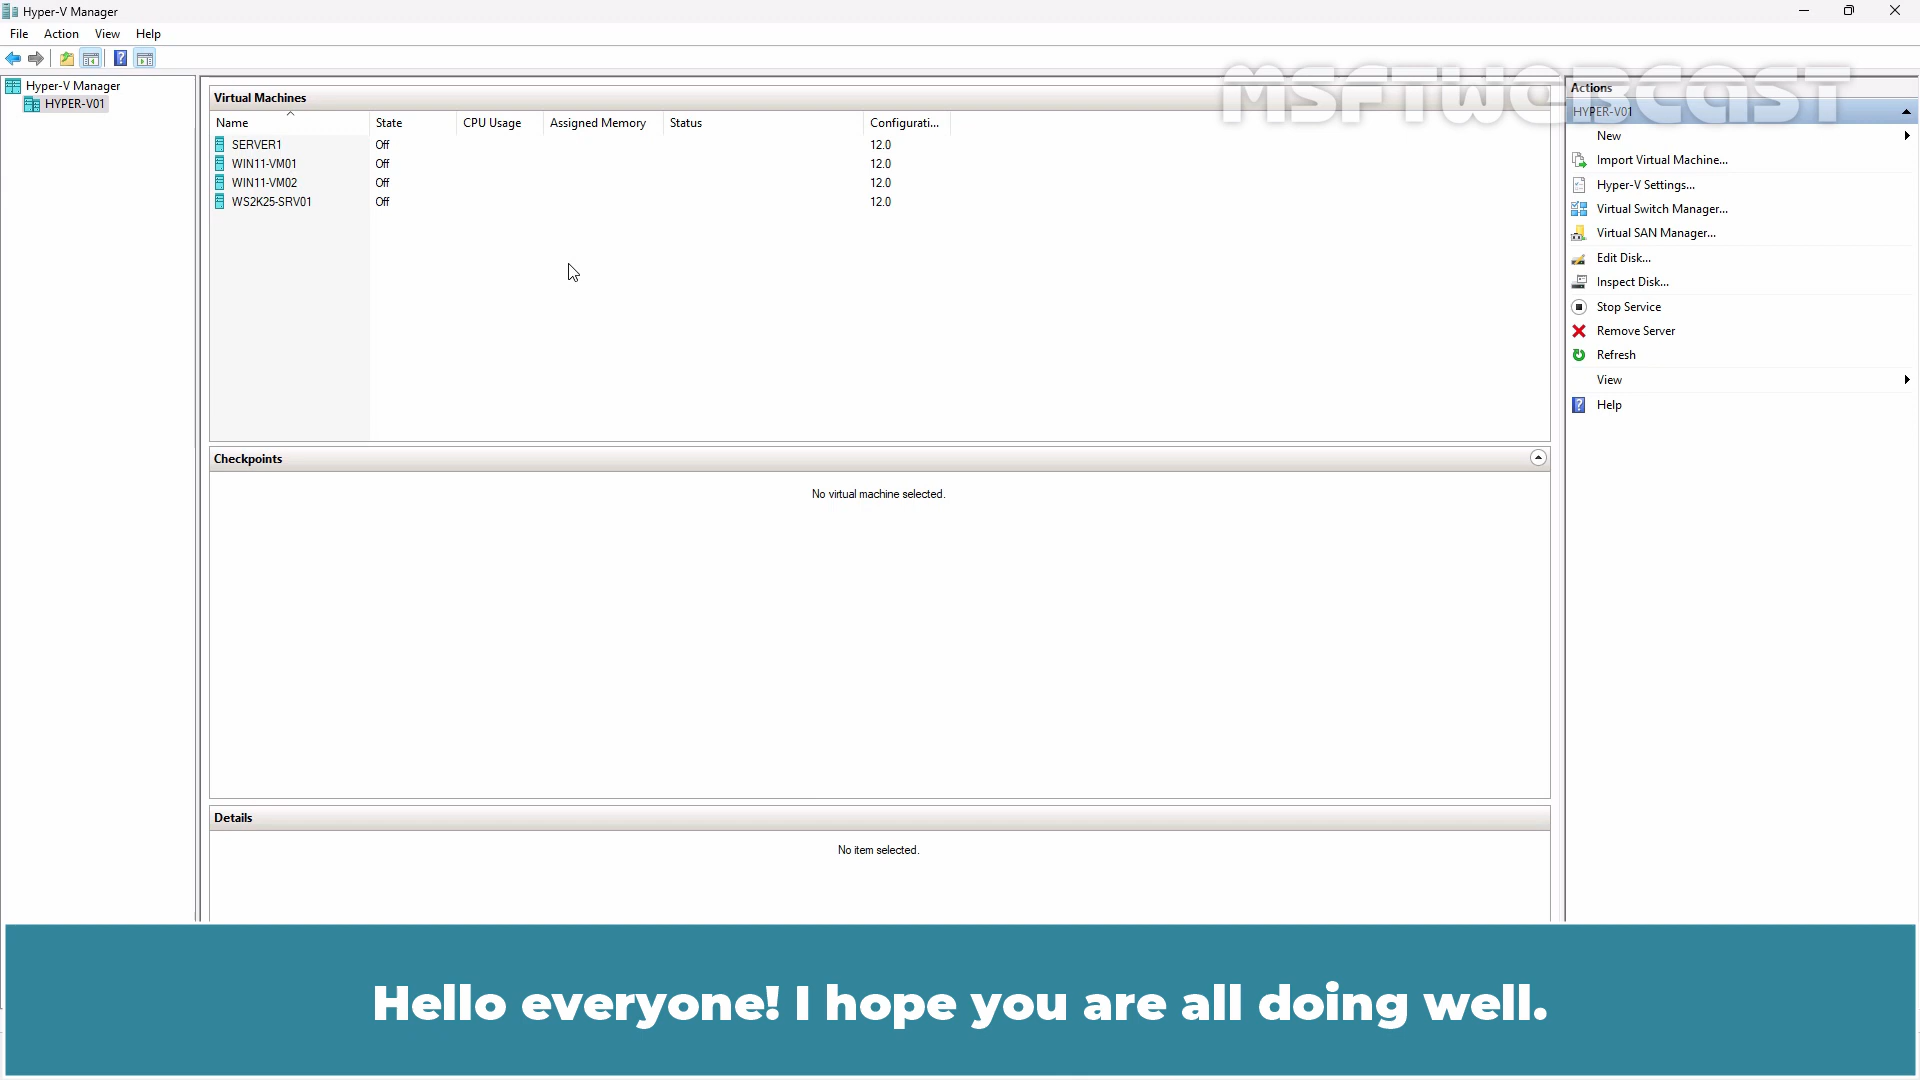 Hyper-V Manager
File Action View Help
Hyper-V Manager
HYPER-V01
Virtual Machines
Name State CPU Usage Assigned Memory Status Configurati...
SERVER1 Off 12.0
WIN11-VM01 Off 12.0
WIN11-VM02 Off 12.0
WS2K25-SRV01 Off 12.0
Checkpoints
No virtual machine selected.
Details
No item selected.
MSFTWEBCAST
Actions
HYPER-V01
New
Import Virtual Machine...
Hyper-V Settings...
Virtual Switch Manager...
Virtual SAN Manager...
Edit Disk...
Inspect Disk...
Stop Service
Remove Server
Refresh
View
Help
Hello everyone! I hope you are all doing well.